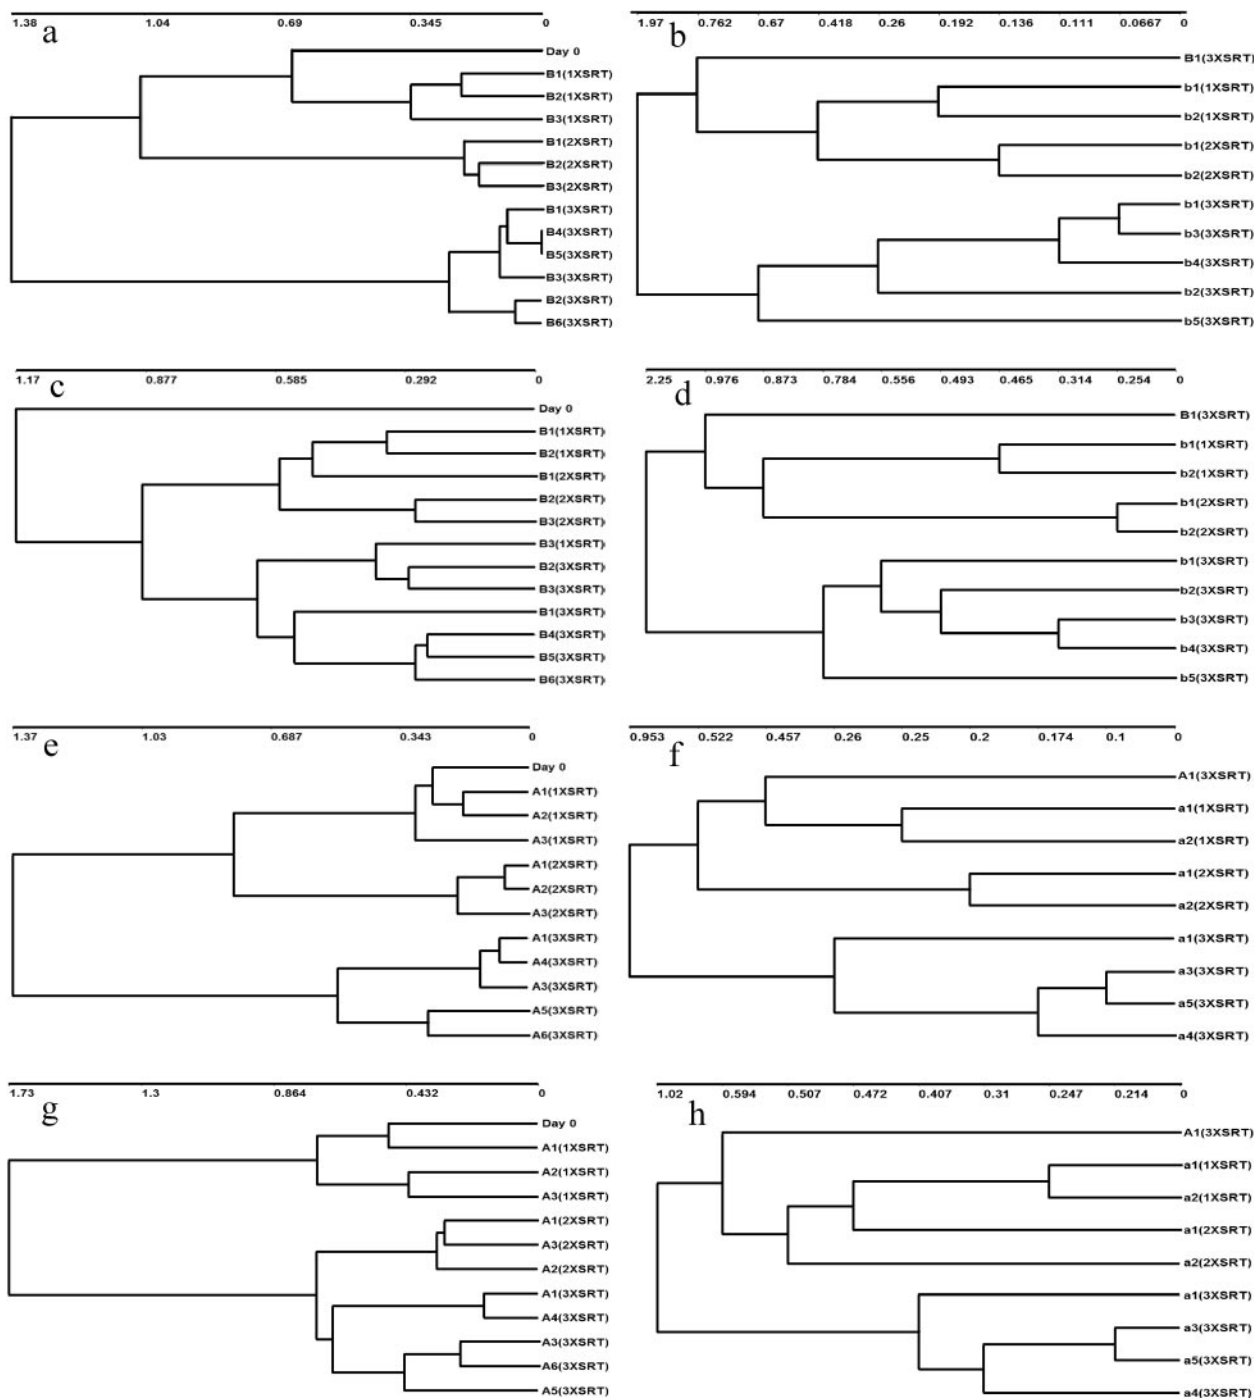 1.38 1.04 0.69 0.345 0
a
Day 0
B1(1XSRT)
B2(1XSRT)
B3(1XSRT)
B1(2XSRT)
B2(2XSRT)
B3(2XSRT)
B1(3XSRT)
B4(3XSRT)
B5(3XSRT)
B3(3XSRT)
B2(3XSRT)
B6(3XSRT)
1.97 0.762 0.67 0.418 0.26 0.192 0.136 0.111 0.0667 0
b
B1(3XSRT)
b1(1XSRT)
b2(1XSRT)
b1(2XSRT)
b2(2XSRT)
b1(3XSRT)
b3(3XSRT)
b4(3XSRT)
b2(3XSRT)
b5(3XSRT)
1.17 0.877 0.585 0.292 0
c
Day 0
B1(1XSRT)
B2(1XSRT)
B1(2XSRT)
B2(2XSRT)
B3(2XSRT)
B3(1XSRT)
B2(3XSRT)
B3(3XSRT)
B1(3XSRT)
B4(3XSRT)
B5(3XSRT)
B6(3XSRT)
2.25 0.976 0.873 0.784 0.556 0.493 0.465 0.314 0.254 0
d
B1(3XSRT)
b1(1XSRT)
b2(1XSRT)
b1(2XSRT)
b2(2XSRT)
b1(3XSRT)
b2(3XSRT)
b3(3XSRT)
b4(3XSRT)
b5(3XSRT)
1.37 1.03 0.687 0.343 0
e
Day 0
A1(1XSRT)
A2(1XSRT)
A3(1XSRT)
A1(2XSRT)
A2(2XSRT)
A3(2XSRT)
A1(3XSRT)
A4(3XSRT)
A3(3XSRT)
A5(3XSRT)
A6(3XSRT)
0.953 0.522 0.457 0.26 0.25 0.2 0.174 0.1 0
f
A1(3XSRT)
a1(1XSRT)
a2(1XSRT)
a1(2XSRT)
a2(2XSRT)
a1(3XSRT)
a3(3XSRT)
a5(3XSRT)
a4(3XSRT)
1.73 1.3 0.864 0.432 0
g
Day 0
A1(1XSRT)
A2(1XSRT)
A3(1XSRT)
A1(2XSRT)
A3(2XSRT)
A2(2XSRT)
A1(3XSRT)
A4(3XSRT)
A3(3XSRT)
A6(3XSRT)
A5(3XSRT)
1.02 0.594 0.507 0.472 0.407 0.31 0.247 0.214 0
h
A1(3XSRT)
a1(1XSRT)
a2(1XSRT)
a1(2XSRT)
a2(2XSRT)
a1(3XSRT)
a3(3XSRT)
a5(3XSRT)
a4(3XSRT)